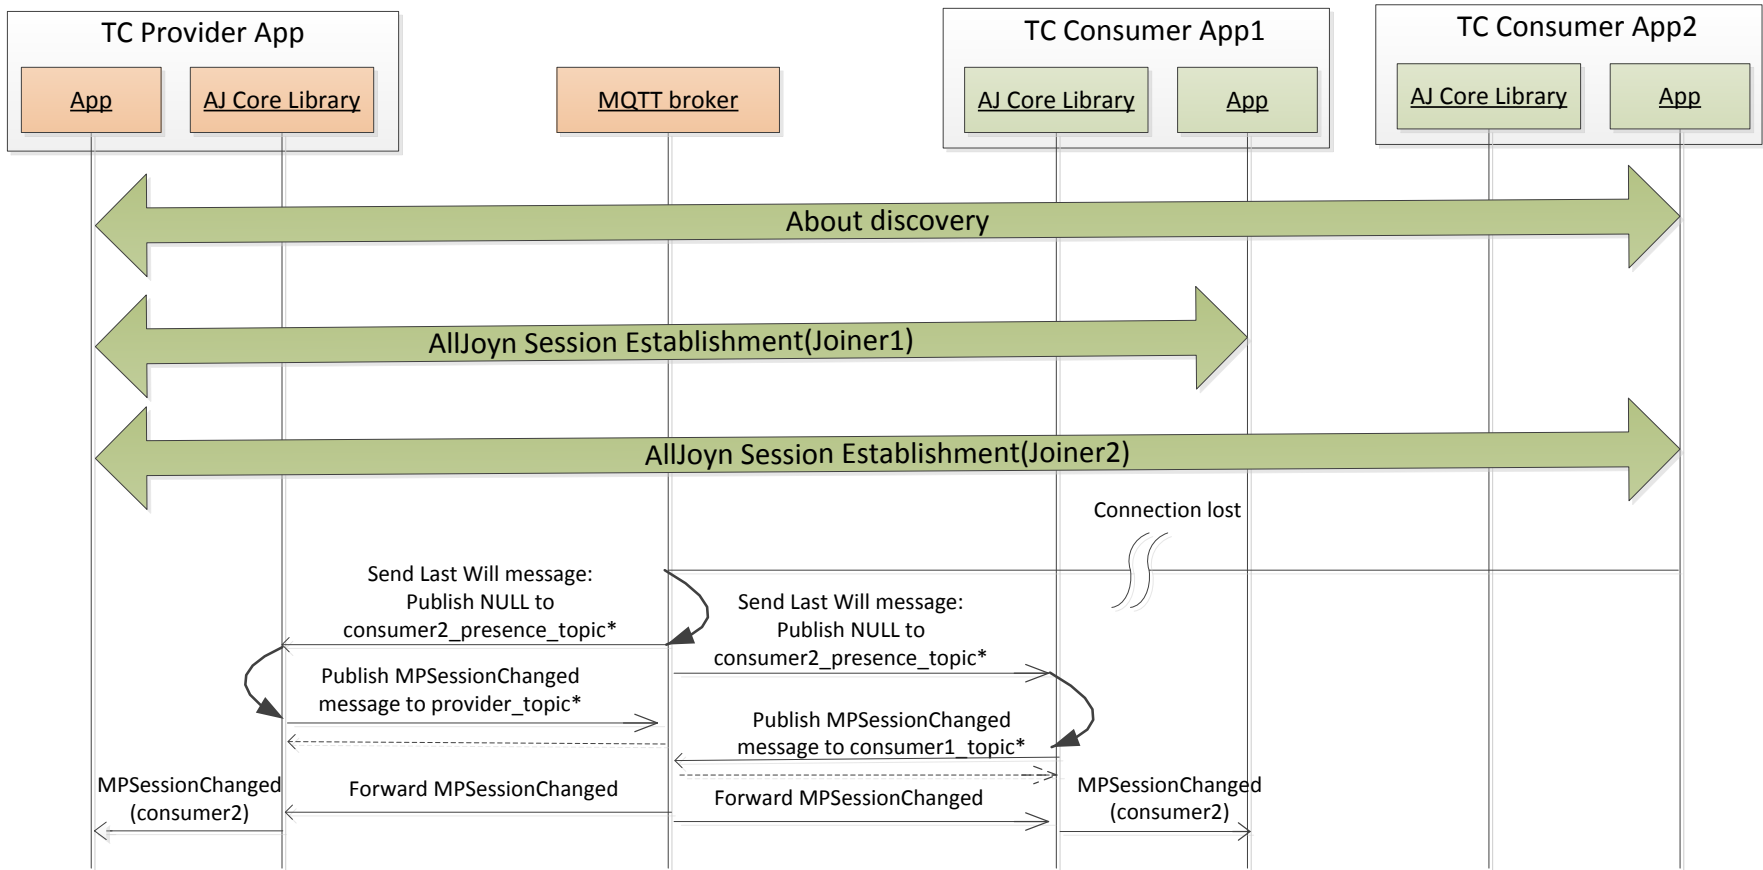 TC Provider App
TC Consumer App1
TC Consumer App2
App
AJ Core Library
MQTT broker
AJ Core Library
App
AJ Core Library
App
About discovery
AllJoyn Session Establishment(Joiner1)
AllJoyn Session Establishment(Joiner2)
Connection lost
Send Last Will message:
Publish NULL to
consumer2_presence_topic*
Send Last Will message:
Publish NULL to
consumer2_presence_topic*
Publish MPSessionChanged
message to provider_topic*
Publish MPSessionChanged
message to consumer1_topic*
MPSessionChanged
(consumer2)
Forward MPSessionChanged
Forward MPSessionChanged
MPSessionChanged
(consumer2)